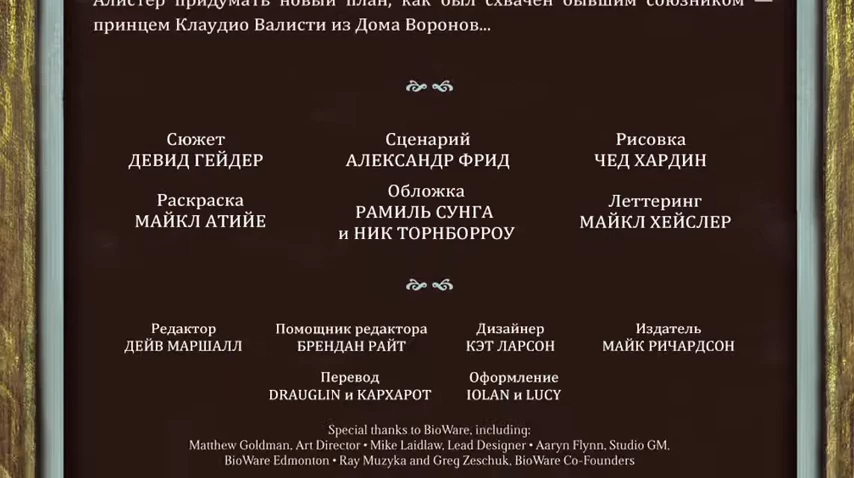 Алистер придумать новый план, как был схвачен бывшим союзником —
принцем Клаудио Валисти из Дома Воронов...
Сюжет
ДЕВИД ГЕЙДЕР
Сценарий
АЛЕКСАНДР ФРИД
Рисовка
ЧЕД ХАРДИН
Раскраска
МАЙКЛ АТИЙЕ
Обложка
РАМИЛЬ СУНГА
и НИК ТОРНБОРРОУ
Леттеринг
МАЙКЛ ХЕЙСЛЕР
Редактор
ДЕЙВ МАРШАЛЛ
Помощник редактора
БРЕНДАН РАЙТ
Дизайнер
КЭТ ЛАРСОН
Издатель
МАЙК РИЧАРДСОН
Перевод
DRAUGLIN и КАРХАРОТ
Оформление
IOLAN и LUCY
Special thanks to BioWare, including:
Matthew Goldman, Art Director • Mike Laidlaw, Lead Designer • Aaryn Flynn, Studio GM,
BioWare Edmonton • Ray Muzyka and Greg Zeschuk, BioWare Co-Founders